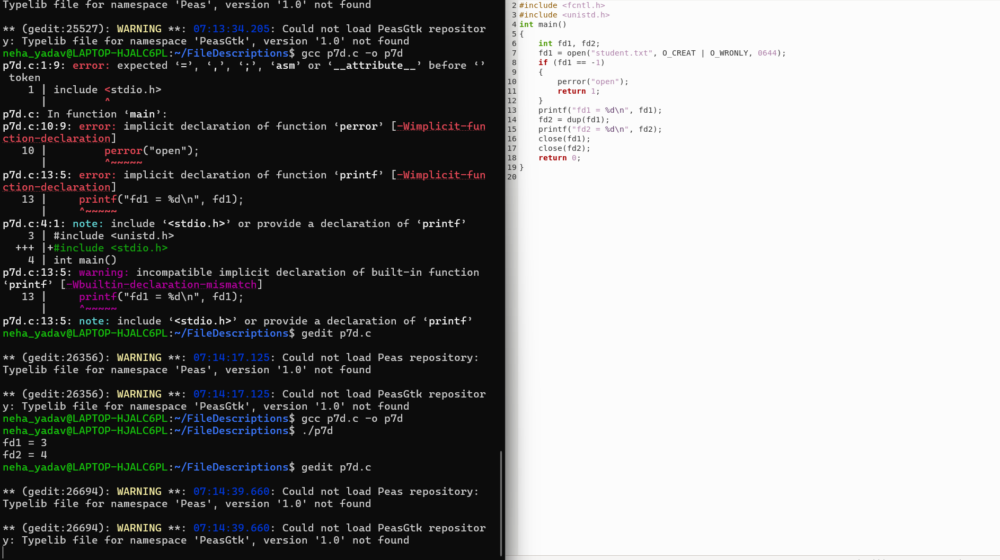 Typelib file for namespace 'Peas', version '1.0' not found
** (gedit:25527): WARNING **: 07:13:34.205: Could not load PeasGtk repositor
y: Typelib file for namespace 'PeasGtk', version '1.0' not found
neha_yadav@LAPTOP-HJALC6PL:~/FileDescriptions$ gcc p7d.c -o p7d
p7d.c:1:9: error: expected ‘=’, ‘,’, ‘;’, ‘asm’ or ‘__attribute__’ before ‘<’
 token
    1 | include <stdio.h>
      |         ^
p7d.c: In function ‘main’:
p7d.c:10:9: error: implicit declaration of function ‘perror’ [-Wimplicit-fun
ction-declaration]
   10 |         perror("open");
      |         ^~~~~~
p7d.c:13:5: error: implicit declaration of function ‘printf’ [-Wimplicit-fun
ction-declaration]
   13 |     printf("fd1 = %d\n", fd1);
      |     ^~~~~~
p7d.c:4:1: note: include ‘<stdio.h>’ or provide a declaration of ‘printf’
    3 | #include <unistd.h>
  +++ |+#include <stdio.h>
    4 | int main()
p7d.c:13:5: warning: incompatible implicit declaration of built-in function
‘printf’ [-Wbuiltin-declaration-mismatch]
   13 |     printf("fd1 = %d\n", fd1);
      |     ^~~~~~
p7d.c:13:5: note: include ‘<stdio.h>’ or provide a declaration of ‘printf’
neha_yadav@LAPTOP-HJALC6PL:~/FileDescriptions$ gedit p7d.c
** (gedit:26356): WARNING **: 07:14:17.125: Could not load Peas repository:
Typelib file for namespace 'Peas', version '1.0' not found
** (gedit:26356): WARNING **: 07:14:17.125: Could not load PeasGtk repositor
y: Typelib file for namespace 'PeasGtk', version '1.0' not found
neha_yadav@LAPTOP-HJALC6PL:~/FileDescriptions$ gcc p7d.c -o p7d
neha_yadav@LAPTOP-HJALC6PL:~/FileDescriptions$ ./p7d
fd1 = 3
fd2 = 4
neha_yadav@LAPTOP-HJALC6PL:~/FileDescriptions$ gedit p7d.c
** (gedit:26694): WARNING **: 07:14:39.660: Could not load Peas repository:
Typelib file for namespace 'Peas', version '1.0' not found
** (gedit:26694): WARNING **: 07:14:39.660: Could not load PeasGtk repositor
y: Typelib file for namespace 'PeasGtk', version '1.0' not found
2 #include <fcntl.h>
3 #include <unistd.h>
4 int main()
5 {
6     int fd1, fd2;
7     fd1 = open("student.txt", O_CREAT | O_WRONLY, 0644);
8     if (fd1 == -1)
9     {
10         perror("open");
11         return 1;
12     }
13     printf("fd1 = %d\n", fd1);
14     fd2 = dup(fd1);
15     printf("fd2 = %d\n", fd2);
16     close(fd1);
17     close(fd2);
18     return 0;
19 }
20